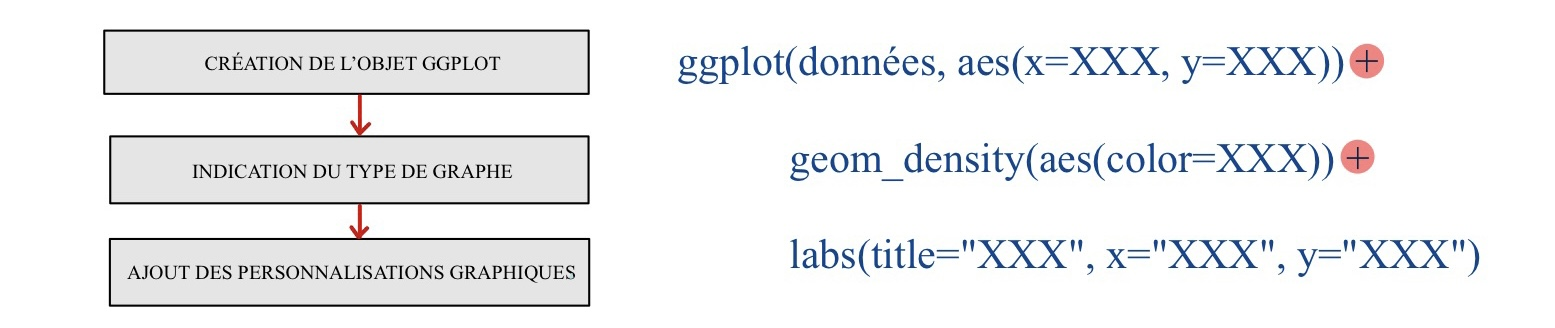 CRÉATION DE L’OBJET GGPLOT
ggplot(données, aes(x=XXX, y=XXX))+
INDICATION DU TYPE DE GRAPHE
geom_density(aes(color=XXX))+
AJOUT DES PERSONNALISATIONS GRAPHIQUES
labs(title="XXX", x="XXX", y="XXX")